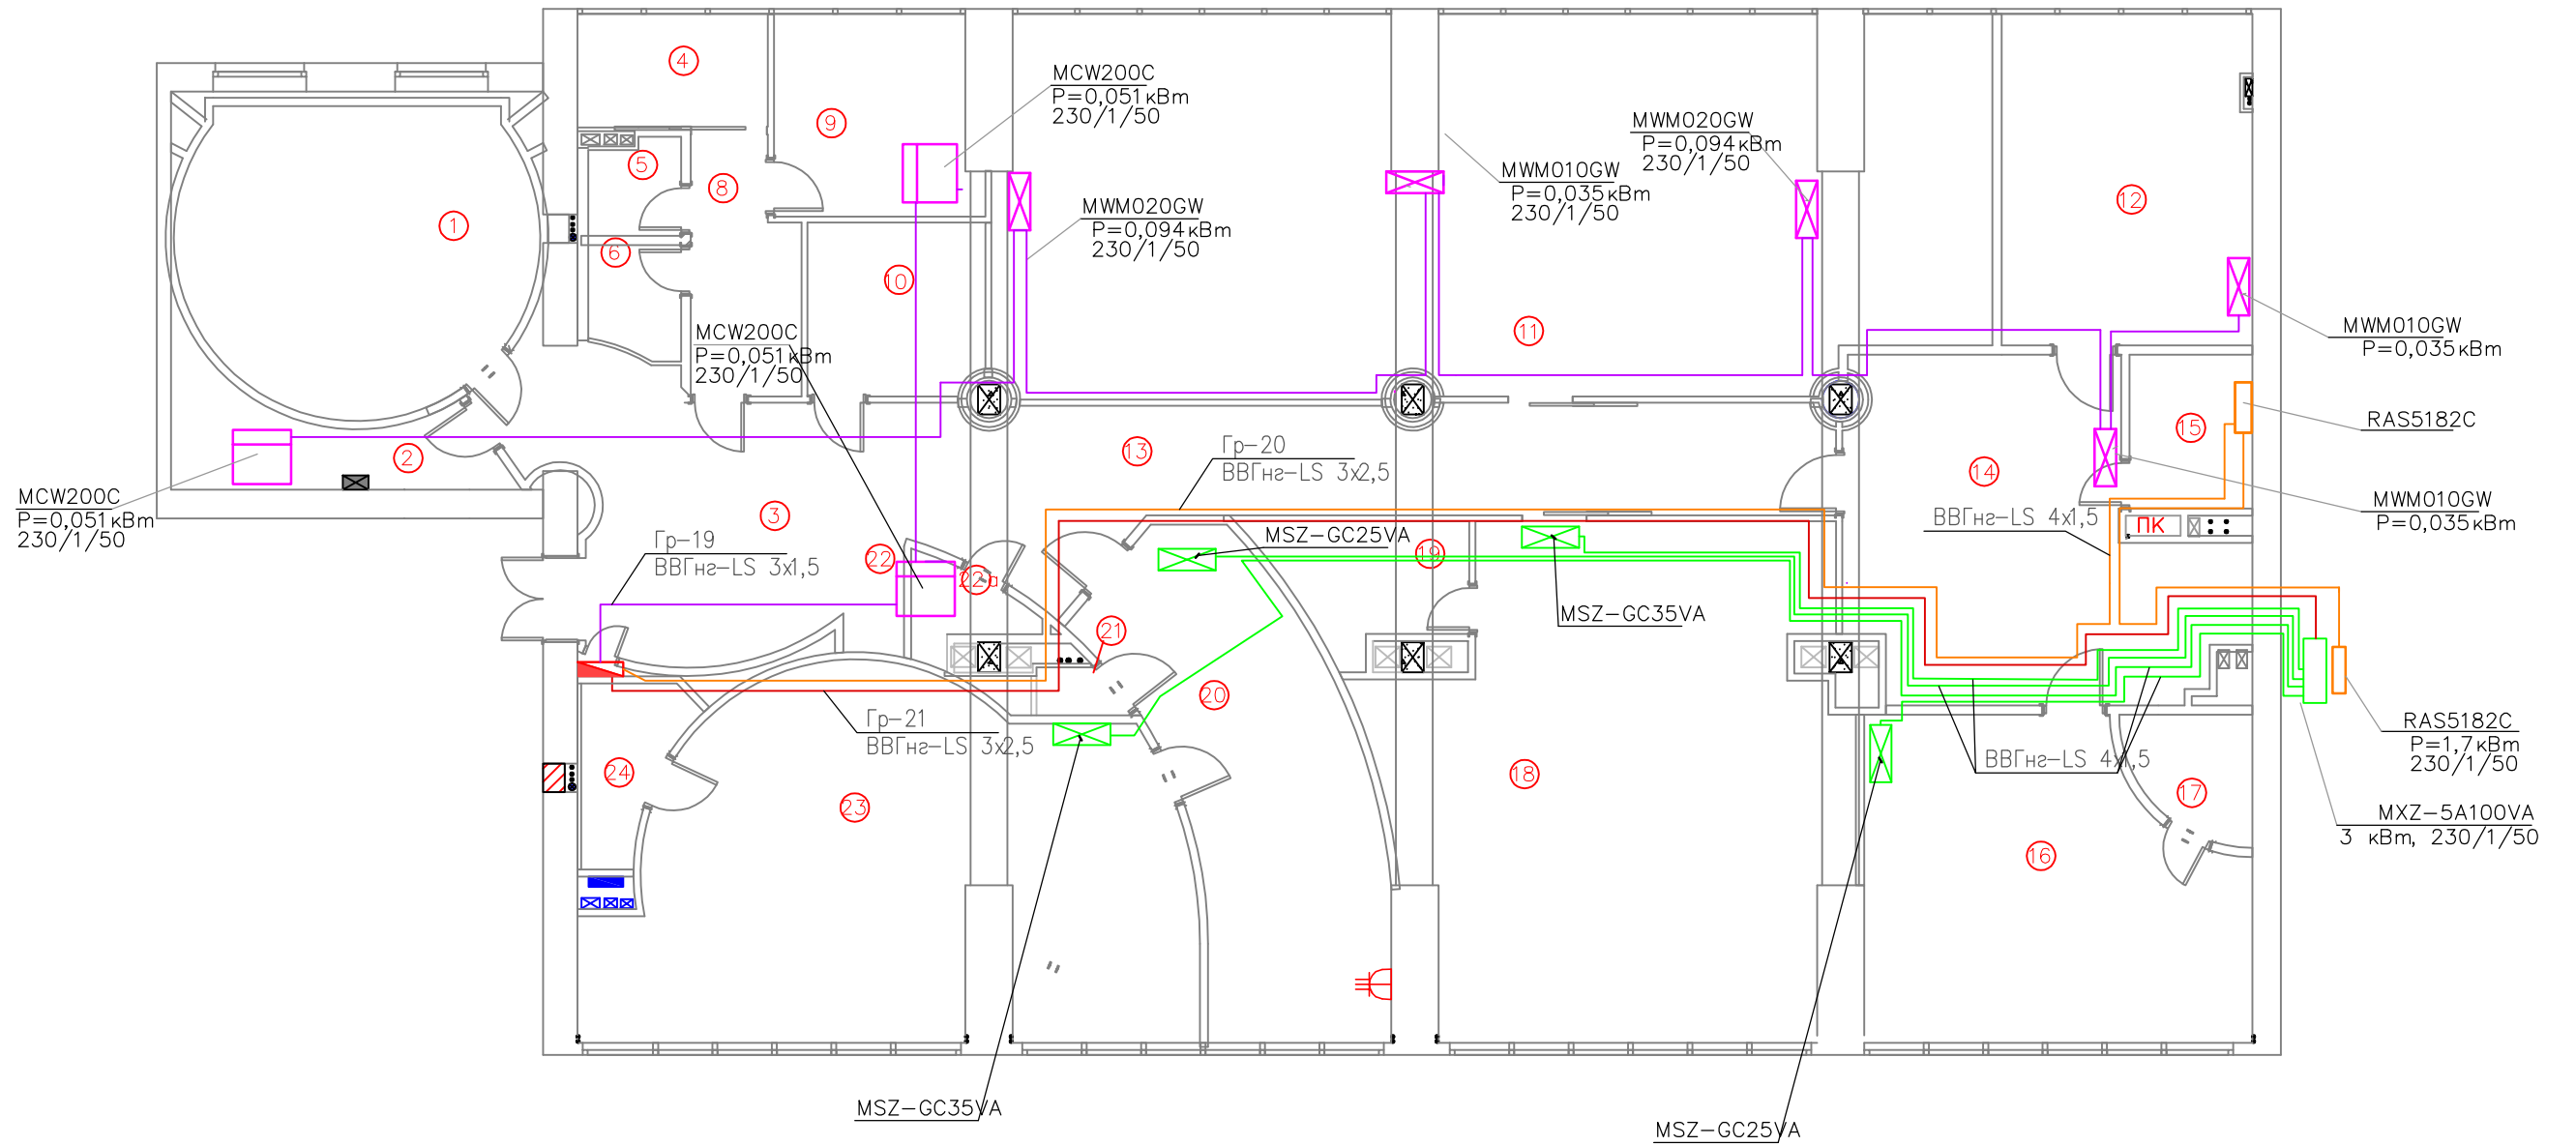 4
MCW200C
P=0,051кВт
230/1/50
9
MWM020GW
P=0,094кВт
230/1/50
5
MWM010GW
P=0,035кВт
230/1/50
8
12
1
MWM020GW
P=0,094кВт
230/1/50
6
10
11
MCW200C
P=0,051кВт
230/1/50
MWM010GW
P=0,035кВт
RAS5182C
15
2
13
Гр-20
ВВГнг-LS 3х2,5
14
MCW200C
P=0,051кВт
230/1/50
3
MWM010GW
P=0,035кВт
ВВГнг-LS 4х1,5
ПК
Гр-19
ВВГнг-LS 3х1,5
22
22а
MSZ-GC25VA
19
MSZ-GC35VA
21
20
Гр-21
ВВГнг-LS 3х2,5
RAS5182C
P=1,7кВт
230/1/50
ВВГнг-LS 4х1,5
24
23
18
17
MXZ-5A100VA
3 кВт, 230/1/50
16
MSZ-GC35VA
MSZ-GC25VA